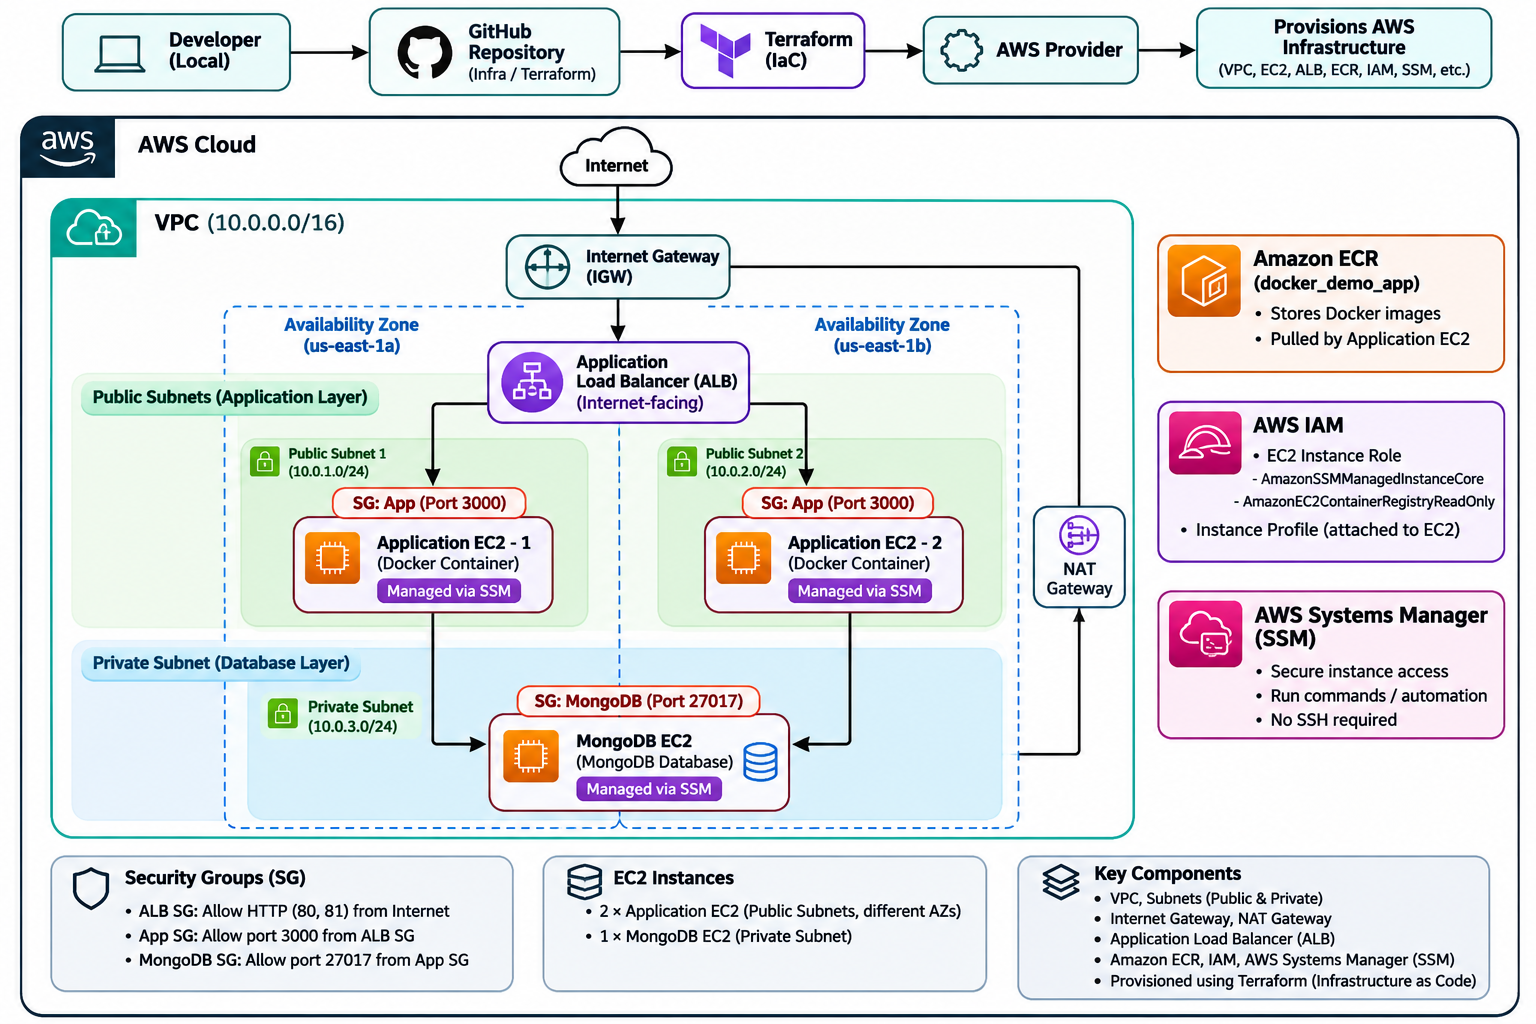 Developer
(Local)
GitHub
Repository
(Infra / Terraform)
Terraform
(IaC)
AWS Provider
Provisions AWS
Infrastructure
(VPC, EC2, ALB, ECR, IAM, SSM, etc.)
aws
AWS Cloud
Internet
VPC (10.0.0.0/16)
Internet Gateway
(IGW)
Availability Zone
(us-east-1a)
Availability Zone
(us-east-1b)
Application
Load Balancer (ALB)
(Internet-facing)
Public Subnets (Application Layer)
Public Subnet 1
(10.0.1.0/24)
Public Subnet 2
(10.0.2.0/24)
SG: App (Port 3000)
SG: App (Port 3000)
Application EC2 - 1
(Docker Container)
Managed via SSM
Application EC2 - 2
(Docker Container)
Managed via SSM
NAT
Gateway
Private Subnet (Database Layer)
Private Subnet
(10.0.3.0/24)
SG: MongoDB (Port 27017)
MongoDB EC2
(MongoDB Database)
Managed via SSM
Amazon ECR
(docker_demo_app)
• Stores Docker images
• Pulled by Application EC2
AWS IAM
• EC2 Instance Role
- AmazonSSMManagedInstanceCore
- AmazonEC2ContainerRegistryReadOnly
• Instance Profile (attached to EC2)
AWS Systems Manager
(SSM)
• Secure instance access
• Run commands / automation
• No SSH required
Security Groups (SG)
• ALB SG: Allow HTTP (80, 81) from Internet
• App SG: Allow port 3000 from ALB SG
• MongoDB SG: Allow port 27017 from App SG
EC2 Instances
• 2 × Application EC2 (Public Subnets, different AZs)
• 1 × MongoDB EC2 (Private Subnet)
Key Components
• VPC, Subnets (Public & Private)
• Internet Gateway, NAT Gateway
• Application Load Balancer (ALB)
• Amazon ECR, IAM, AWS Systems Manager (SSM)
• Provisioned using Terraform (Infrastructure as Code)